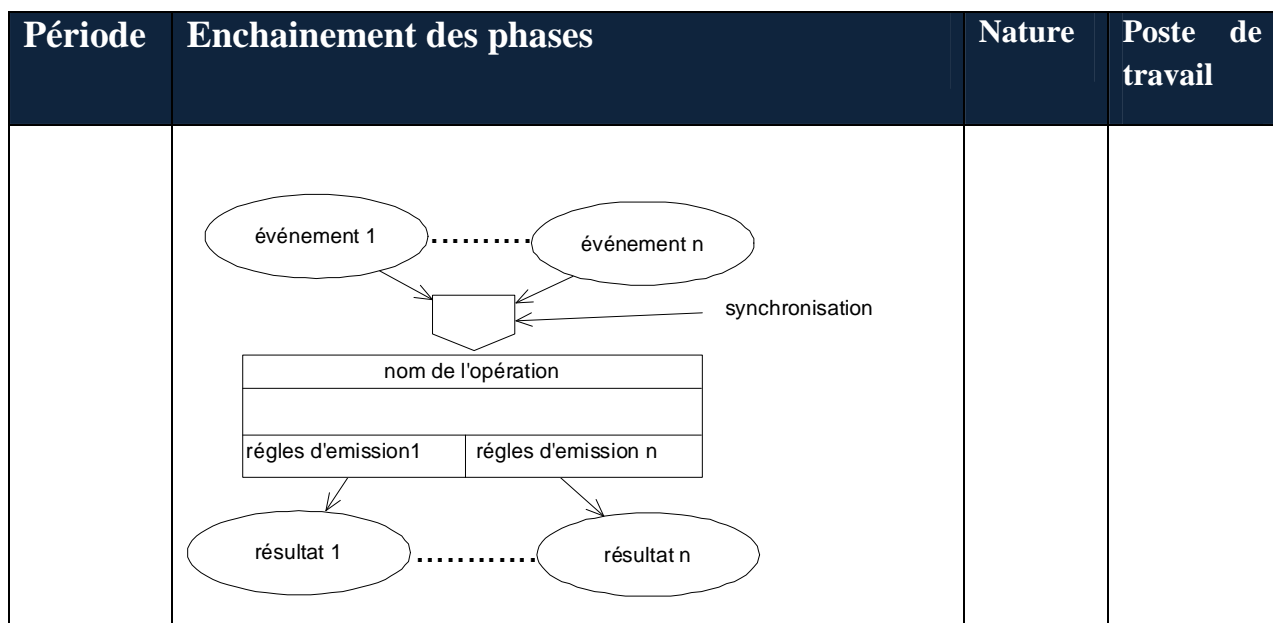 Période
Enchainement des phases
Nature
Poste de
travail
événement 1
événement n
synchronisation
nom de l'opération
régles d'emission1
régles d'emission n
résultat 1
résultat n